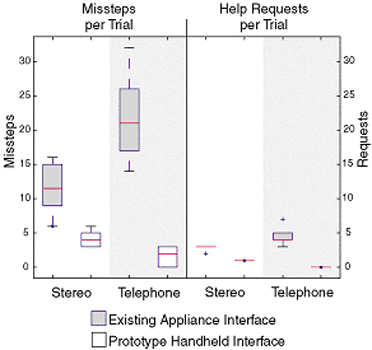 Missteps Help Requests
per Trial per Trial
30 30
25 25
20 20
15 15
10 10
5 5
0 0
Missteps
Requests
Stereo Telephone Stereo Telephone
Existing Appliance Interface
Prototype Handheld Interface